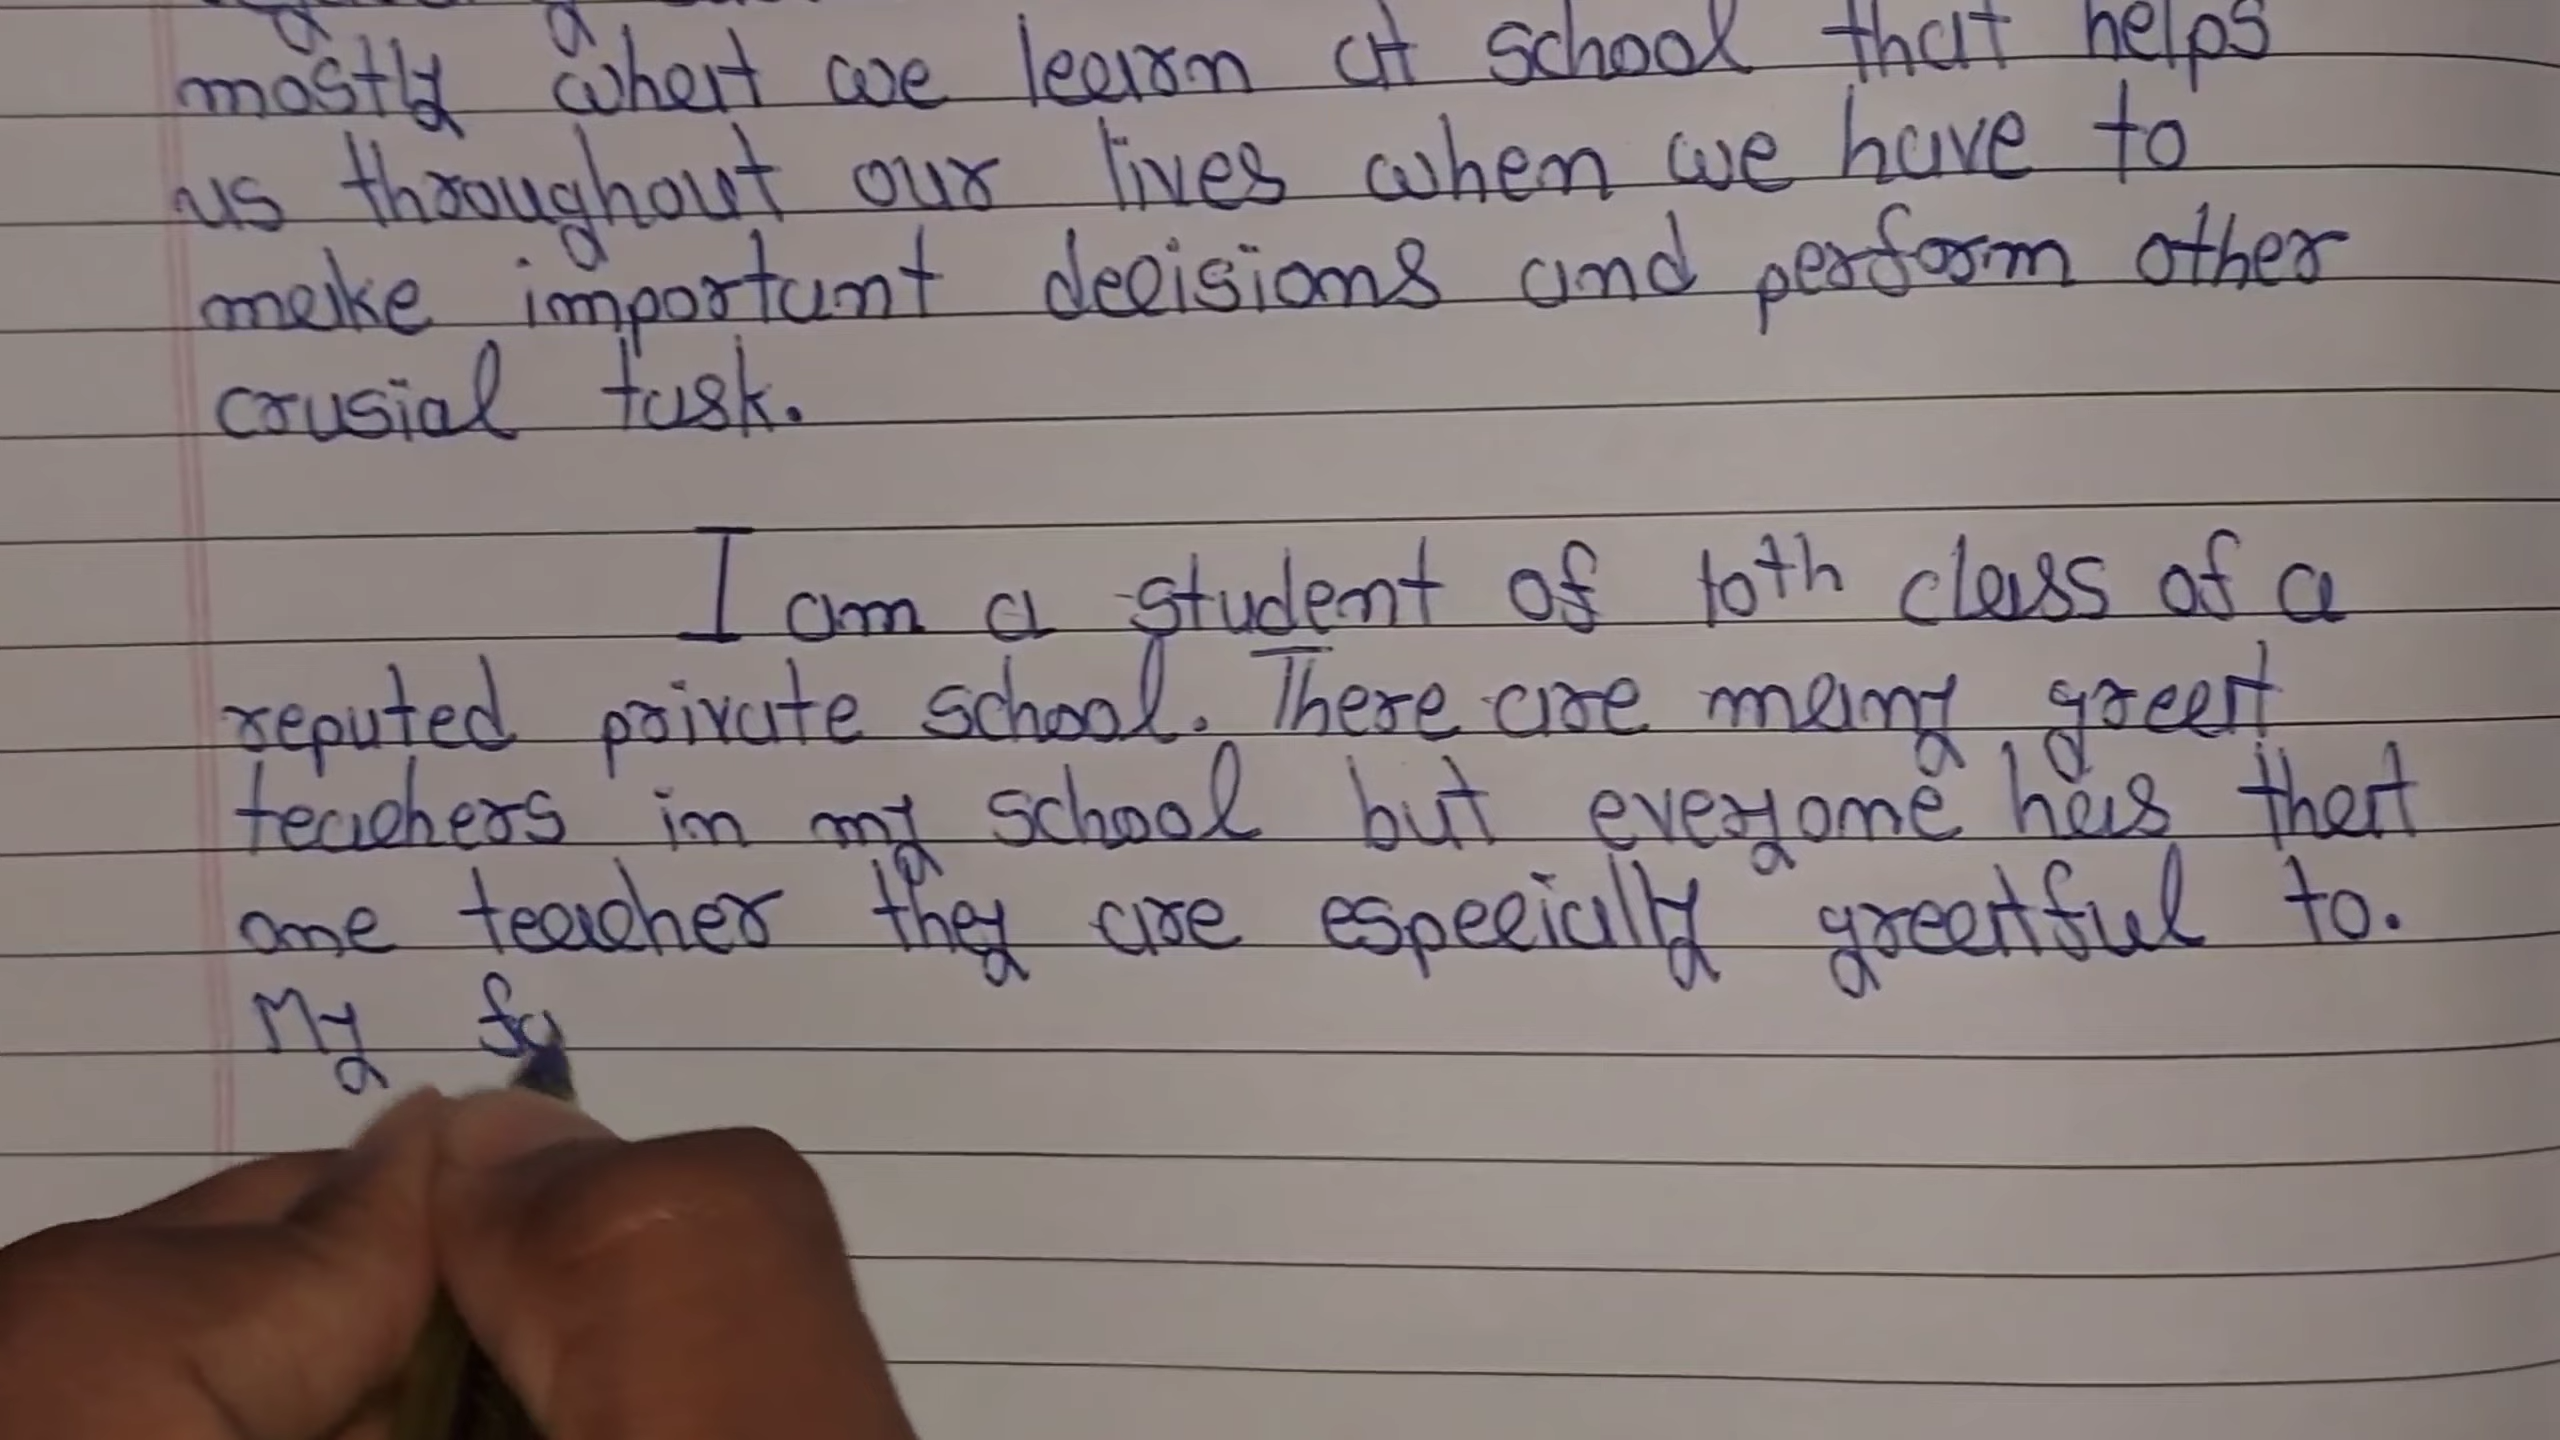 mostly what we learn at school that helps
us throughout our lives when we have to
make important decisions and perform other
crusial task.
I am a student of 10th class of a
reputed private school. There are many great
teachers in my school but everyone has that
one teacher they are especially greatful to.
My fa